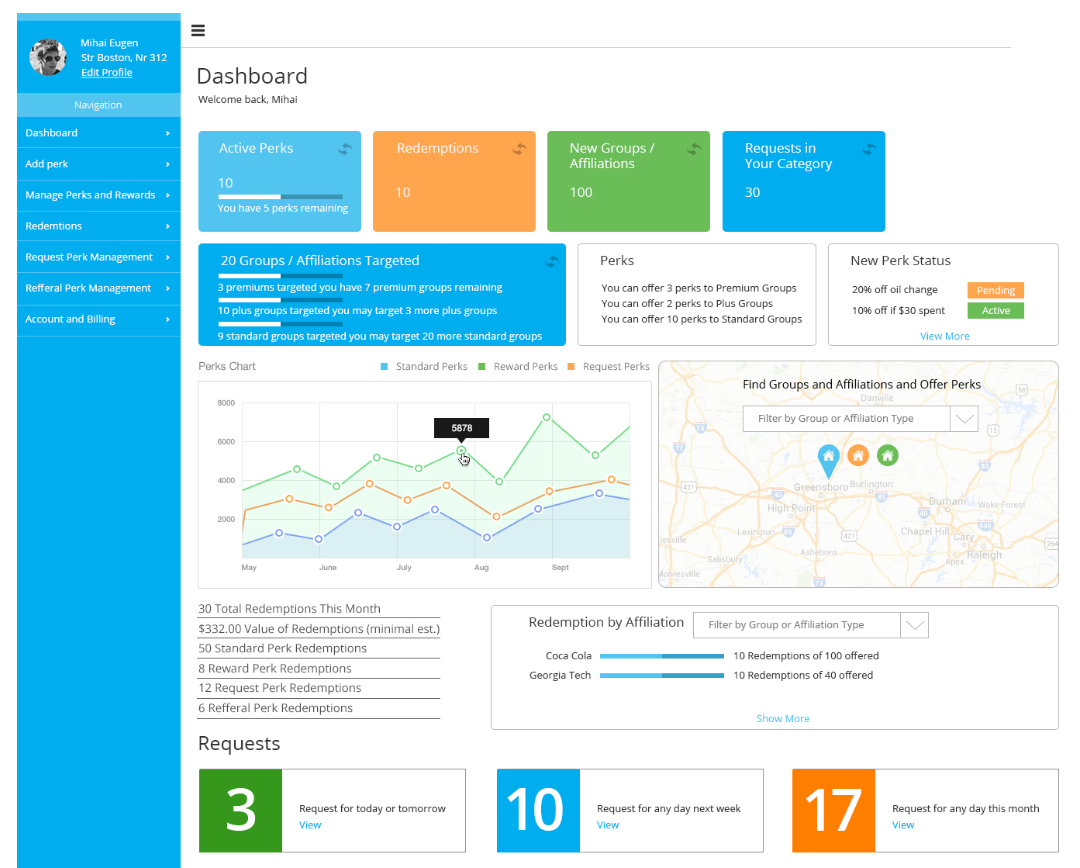 Mihai Eugen
Str Boston, Nr 312
Edit Profile
Navigation
Dashboard
Add perk
Manage Perks and Rewards
Redemtions
Request Perk Management
Refferal Perk Management
Account and Billing
Dashboard
Welcome back, Mihai
Active Perks
10
You have 5 perks remaining
Redemptions
10
New Groups /
Affiliations
100
Requests in
Your Category
30
20 Groups / Affiliations Targeted
3 premiums targeted you have 7 premium groups remaining
10 plus groups targeted you may target 3 more plus groups
9 standard groups targeted you may target 20 more standard groups
Perks
You can offer 3 perks to Premium Groups
You can offer 2 perks to Plus Groups
You can offer 10 perks to Standard Groups
New Perk Status
20% off oil change Pending
10% off if $30 spent Active
View More
Perks Chart
Standard Perks Reward Perks Request Perks
8000
6000
4000
2000
5878
May June July Aug Sept
Find Groups and Affiliations and Offer Perks
Danville
58
Filter by Group or Affiliation Type
15
421
Greensboro Burlington
High Point
Durham
Wake Forest
Lexington
421
Chapel Hill
Cary
Raleigh
540
264
Asheboro
Apex
Salisbury
Mooresville
30 Total Redemptions This Month
$332.00 Value of Redemptions (minimal est.)
50 Standard Perk Redemptions
8 Reward Perk Redemptions
12 Request Perk Redemptions
6 Refferal Perk Redemptions
Redemption by Affiliation Filter by Group or Affiliation Type
Coca Cola 10 Redemptions of 100 offered
Georgia Tech 10 Redemptions of 40 offered
Show More
Requests
3
Request for today or tomorrow
View
10
Request for any day next week
View
17
Request for any day this month
View